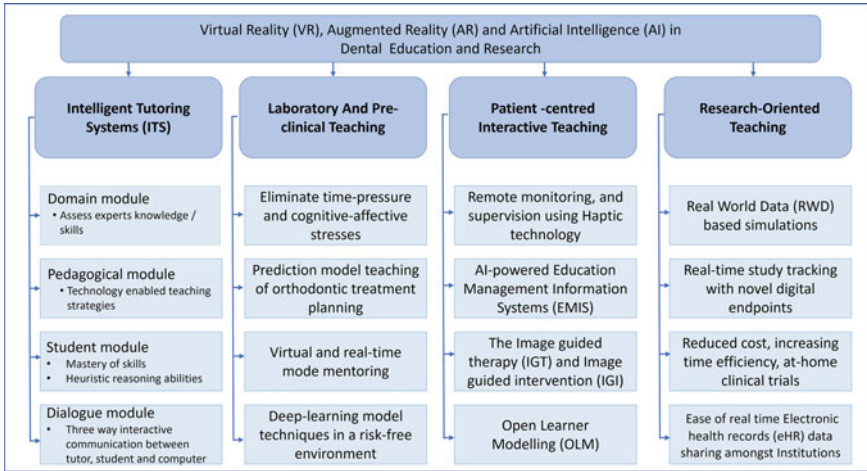 Virtual Reality (VR), Augmented Reality (AR) and Artificial Intelligence (AI) in
Dental Education and Research
Intelligent Tutoring
Systems (ITS)
Domain module
• Assess experts knowledge /
skills
Pedagogical module
• Technology enabled teaching
strategies
Student module
• Mastery of skills
• Heuristic reasoning abilities
Dialogue module
• Three way interactive
communication between
tutor, student and computer
Laboratory And Pre-
clinical Teaching
Eliminate time-pressure
and cognitive-affective
stresses
Prediction model teaching
of orthodontic treatment
planning
Virtual and real-time
mode mentoring
Deep-learning model
techniques in a risk-free
environment
Patient -centred
Interactive Teaching
Remote monitoring, and
supervision using Haptic
technology
AI-powered Education
Management Information
Systems (EMIS)
The Image guided
therapy (IGT) and Image
guided intervention (IGI)
Open Learner
Modelling (OLM)
Research-Oriented
Teaching
Real World Data (RWD)
based simulations
Real-time study tracking
with novel digital
endpoints
Reduced cost, increasing
time efficiency, at-home
clinical trials
Ease of real time Electronic
health records (eHR) data
sharing amongst Institutions